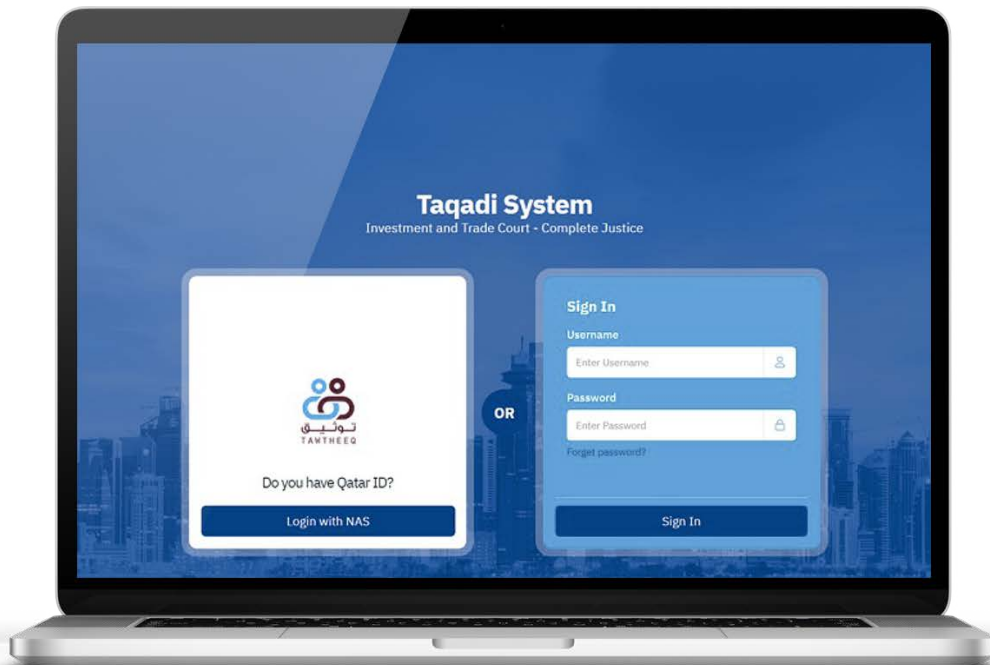 Taqadi System
Investment and Trade Court - Complete Justice
توثيق
TAWTHEEQ
Do you have Qatar ID?
Login with NAS
OR
Sign In
Username
Enter Username
Password
Enter Password
Forget password?
Sign In